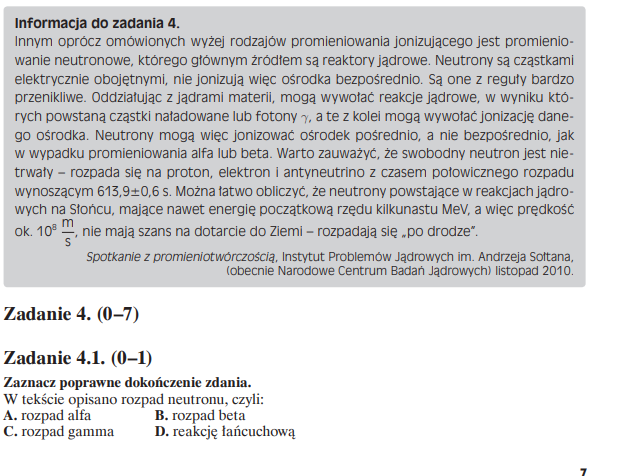 Informacja do zadania 4.
Innym oprócz omówionych wyżej rodzajów promieniowania jonizującego jest promienio-
wanie neutronowe, którego głównym źródłem są reaktory jądrowe. Neutrony są cząstkami
elektrycznie obojętnymi, nie jonizują więc ośrodka bezpośrednio. Są one z reguły bardzo
przenikliwe. Oddziałując z jądrami materii, mogą wywołać reakcje jądrowe, w wyniku któ-
rych powstaną cząstki naładowane lub fotony γ, a te z kolei mogą wywołać jonizację dane-
go ośrodka. Neutrony mogą więc jonizować ośrodek pośrednio, a nie bezpośrednio, jak
w wypadku promieniowania alfa lub beta. Warto zauważyć, że swobodny neutron jest nie-
trwały – rozpada się na proton, elektron i antyneutrino z czasem połowicznego rozpadu
wynoszącym 613,9±0,6 s. Można łatwo obliczyć, że neutrony powstające w reakcjach jądro-
wych na Słońcu, mające nawet energię początkową rzędu kilkunastu MeV, a więc prędkość
ok. 10⁸ m/s, nie mają szans na dotarcie do Ziemi – rozpadają się „po drodze”.
Spotkanie z promieniotwórczością, Instytut Problemów Jądrowych im. Andrzeja Sołtana,
(obecnie Narodowe Centrum Badań Jądrowych) listopad 2010.
Zadanie 4. (0–7)
Zadanie 4.1. (0–1)
Zaznacz poprawne dokończenie zdania.
W tekście opisano rozpad neutronu, czyli:
A. rozpad alfa B. rozpad beta
C. rozpad gamma D. reakcję łańcuchową
7